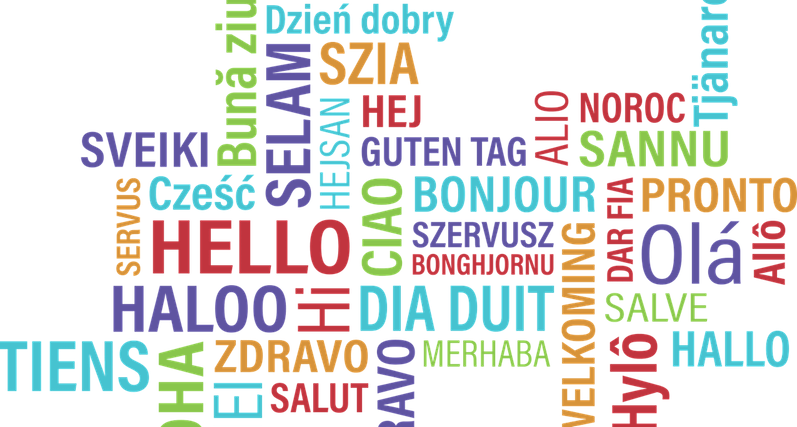 Dzień dobry
Bună ziu
SELAM
SZIA
HEJSAN
HEJ
ALIO
NOROC
Tjänare
SVEIKI
GUTEN TAG
SANNU
SERVUS
Cześć
CIAO
BONJOUR
DAR FIA
PRONTO
HELLO
SZERVUSZ
BONGHJORNU
VELKOMING
Olá
Allô
HALOO
Hi
DIA DUIT
SALVE
TIENS
OHA
ZDRAVO
RAVO
MERHABA
Hylô
HALLO
EI
SALUT